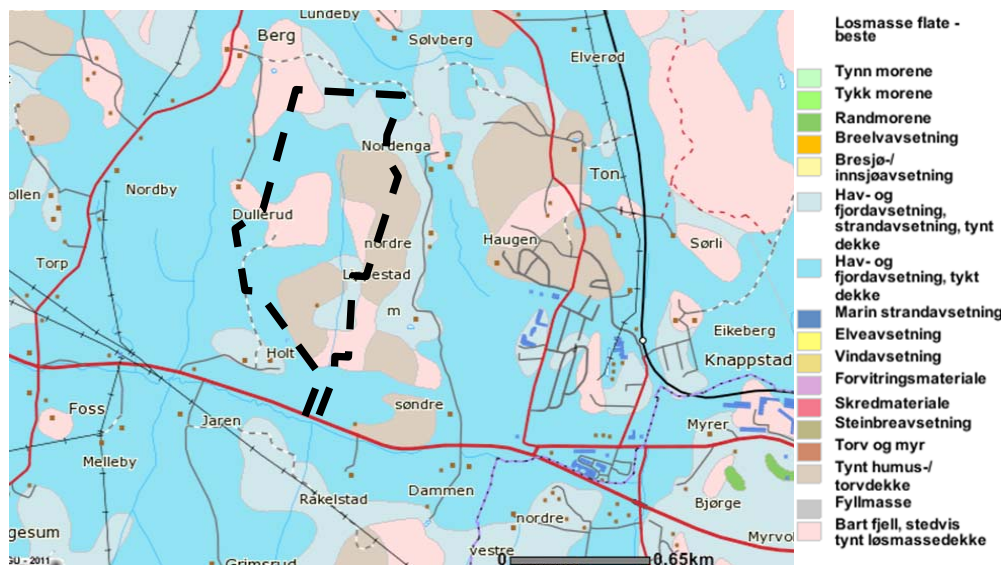 Lundeby
Berg
Sølvberg
Elverød
Nordenga
ollen
Nordby
Ton
Dullerud
Haugen
Sørli
nordre
Torp
m
Eikeberg
Holt
Knappstad
Foss
søndre
Jaren
Myrer
Melleby
Dammen
Rakelstad
Bjørge
nordre
gesum
Myrvol
vestre
GU - 2011
Grimsrud
0
0.65km
Losmasse flate -
beste
Tynn morene
Tykk morene
Randmorene
Breelvavsetning
Bresjø-/
innsjøavsetning
Hav- og
fjordavsetning,
strandavsetning, tynt
dekke
Hav- og
fjordavsetning, tykt
dekke
Marin strandavsetning
Elveavsetning
Vindavsetning
Forvitringsmateriale
Skredmateriale
Steinbreavsetning
Torv og myr
Tynt humus-/
torvdekke
Fyllmasse
Bart fjell, stedvis
tynt løsmassedekke